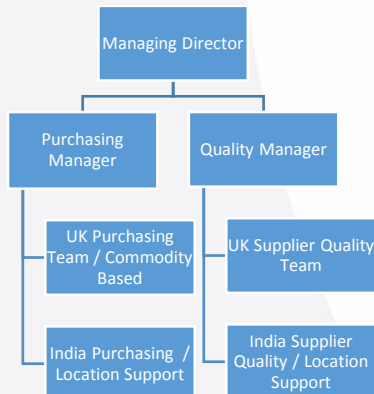 Managing Director
Purchasing
Manager
Quality Manager
UK Purchasing
Team / Commodity
Based
UK Supplier Quality
Team
India Purchasing /
Location Support
India Supplier
Quality / Location
Support